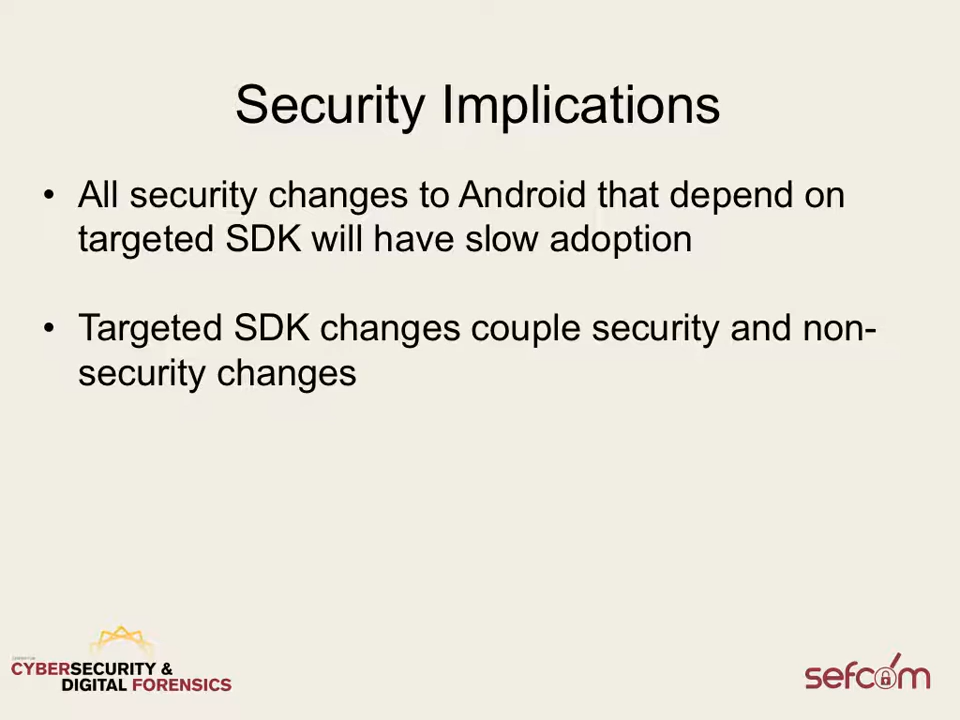 Security Implications
• All security changes to Android that depend on
targeted SDK will have slow adoption
• Targeted SDK changes couple security and non-
security changes
CYBERSECURITY &
DIGITAL FORENSICS
sefcom